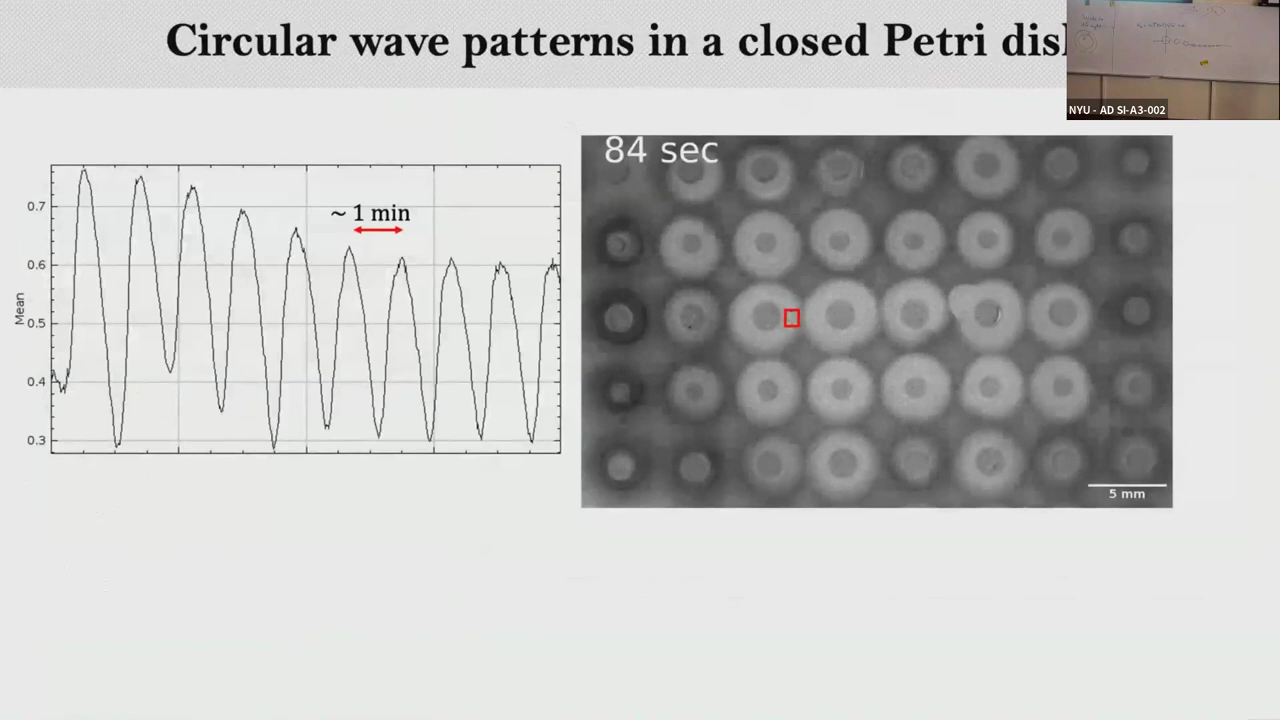 Circular wave patterns in a closed Petri dis
NYU - AD SI-A3-002
84 sec
~ 1 min
0.7
0.6
0.5
0.4
0.3
Mean
5 mm